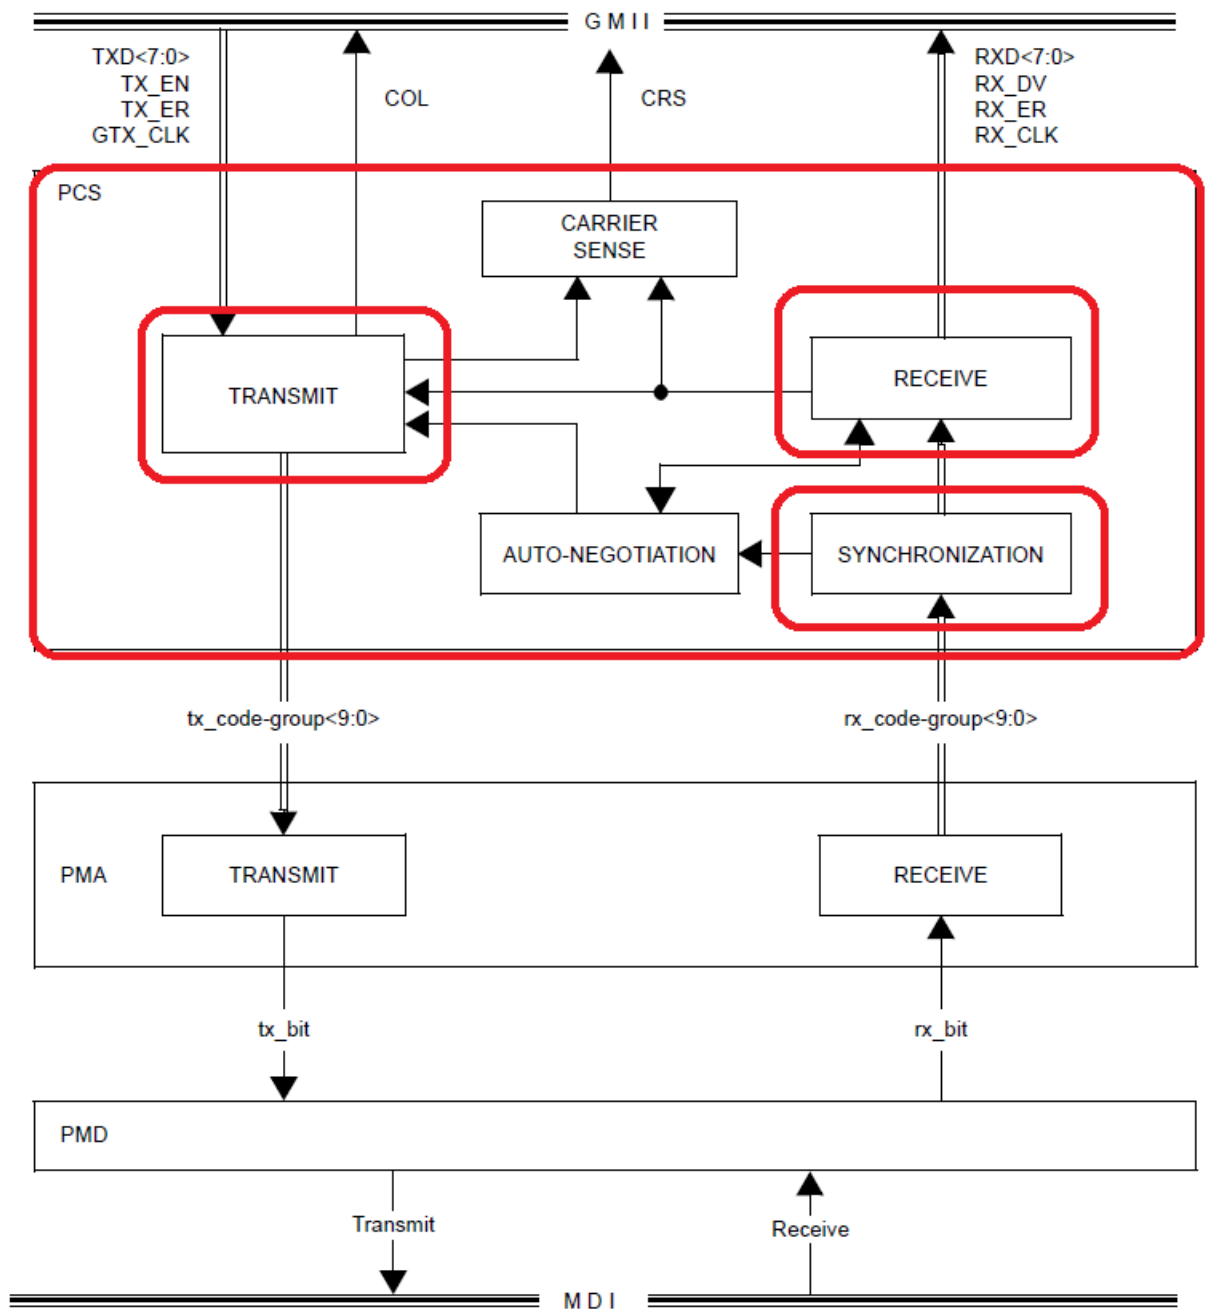 GMII
TXD<7:0>
TX_EN
TX_ER
GTX_CLK
COL
CRS
RXD<7:0>
RX_DV
RX_ER
RX_CLK
PCS
CARRIER
SENSE
TRANSMIT
RECEIVE
AUTO-NEGOTIATION
SYNCHRONIZATION
tx_code-group<9:0>
rx_code-group<9:0>
PMA
TRANSMIT
RECEIVE
tx_bit
rx_bit
PMD
Transmit
Receive
MDI